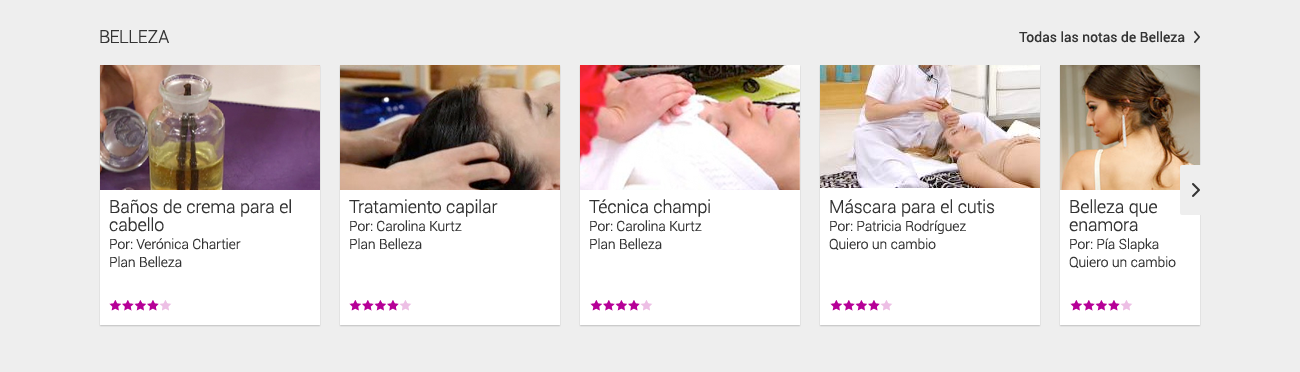 BELLEZA
Todas las notas de Belleza
Baños de crema para el
cabello
Por: Verónica Chartier
Plan Belleza
Tratamiento capilar
Por: Carolina Kurtz
Plan Belleza
Técnica champi
Por: Carolina Kurtz
Plan Belleza
Máscara para el cutis
Por: Patricia Rodríguez
Quiero un cambio
Belleza que
enamora
Por: Pía Slapka
Quiero un cambio